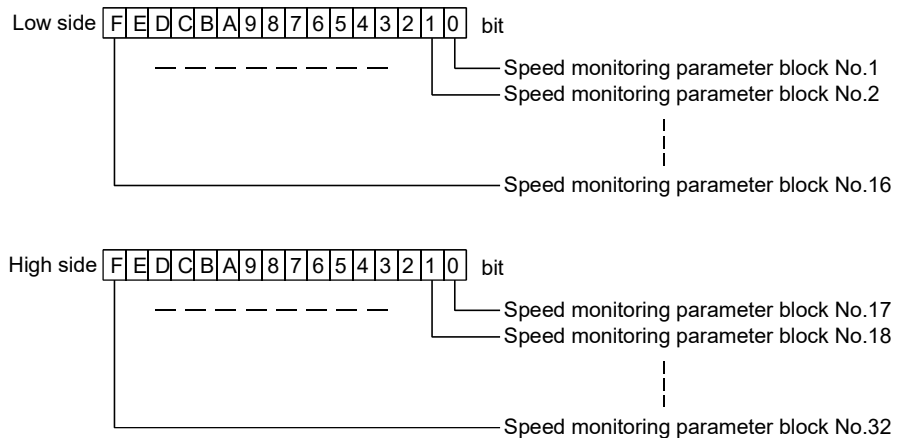 Low side F E D C B A 9 8 7 6 5 4 3 2 1 0 bit
Speed monitoring parameter block No.1
Speed monitoring parameter block No.2
Speed monitoring parameter block No.16
High side F E D C B A 9 8 7 6 5 4 3 2 1 0 bit
Speed monitoring parameter block No.17
Speed monitoring parameter block No.18
Speed monitoring parameter block No.32